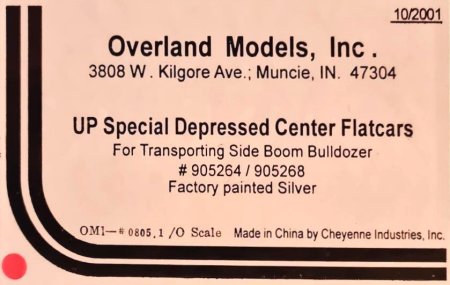 10/2001
Overland Models, Inc.
3808 W. Kilgore Ave.; Muncie, IN. 47304
UP Special Depressed Center Flatcars
For Transporting Side Boom Bulldozer
# 905264 / 905268
Factory painted Silver
OMI-# 0805.1 /O Scale Made in China by Cheyenne Industries, Inc.